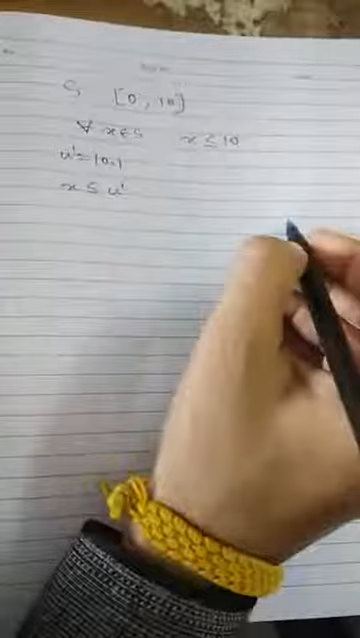 S [0, 10]
∀ x ∈ S x ≤ 10
u' = 10.1
x ≤ u'